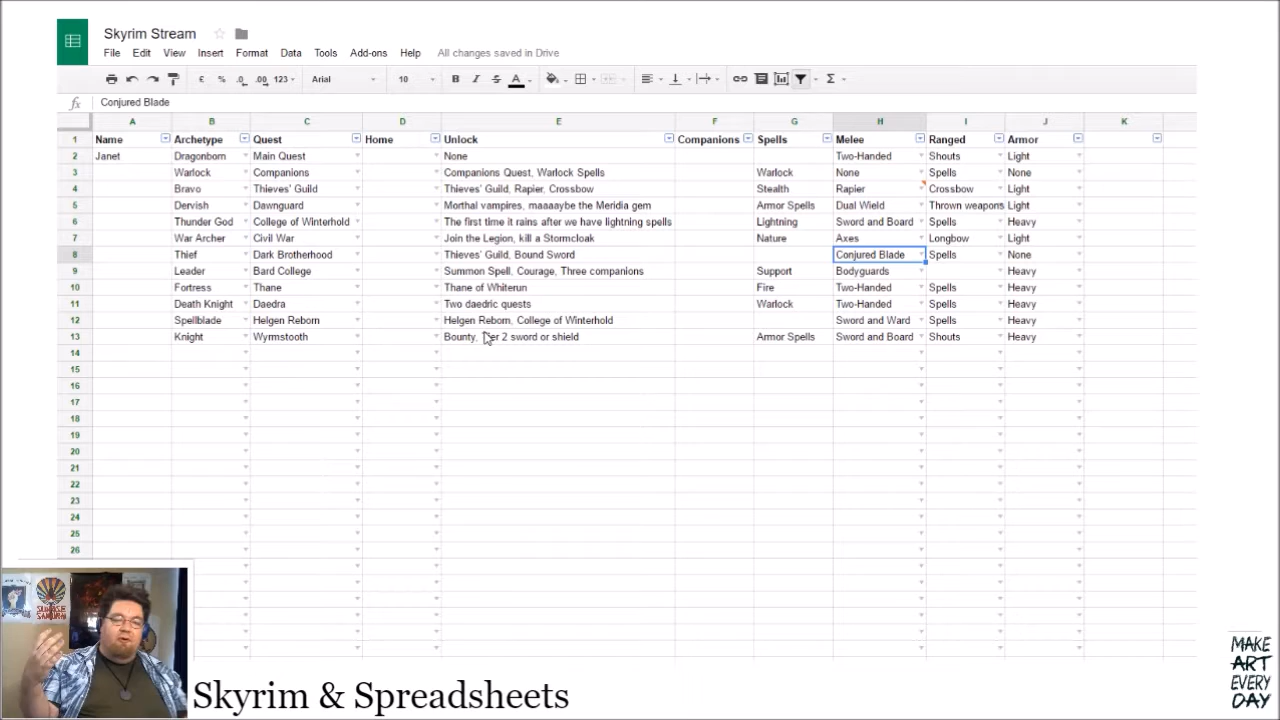 Skyrim Stream
File Edit View Insert Format Data Tools Add-ons Help All changes saved in Drive
€ % .0 .00 123 Arial 10 B I A Σ
fx Conjured Blade
A B C D E F G H I J K
1 Name Archetype Quest Home Unlock Companions Spells Melee Ranged Armor
2 Janet Dragonborn Main Quest None Two-Handed Shouts Light
3 Warlock Companions Companions Quest, Warlock Spells Warlock None Spells None
4 Bravo Thieves' Guild Thieves' Guild, Rapier, Crossbow Stealth Rapier Crossbow Light
5 Dervish Dawnguard Morthal vampires, maaaaybe the Meridia gem Armor Spells Dual Wield Thrown weapons Light
6 Thunder God College of Winterhold The first time it rains after we have lightning spells Lightning Sword and Board Spells Heavy
7 War Archer Civil War Join the Legion, kill a Stormcloak Nature Axes Longbow Light
8 Thief Dark Brotherhood Thieves' Guild, Bound Sword Conjured Blade Spells None
9 Leader Bard College Summon Spell, Courage, Three companions Support Bodyguards Heavy
10 Fortress Thane Thane of Whiterun Fire Two-Handed Spells Heavy
11 Death Knight Daedra Two daedric quests Warlock Two-Handed Spells Heavy
12 Spellblade Helgen Reborn Helgen Reborn, College of Winterhold Sword and Ward Spells Heavy
13 Knight Wyrmstooth Bounty, 2 sword or shield Armor Spells Sword and Board Shouts Heavy
14
15
16
17
18
19
20
21
22
23
24
25
26
SUNRISE
SAMURAI
Skyrim & Spreadsheets
MAKE
ART
EVERY
DAY